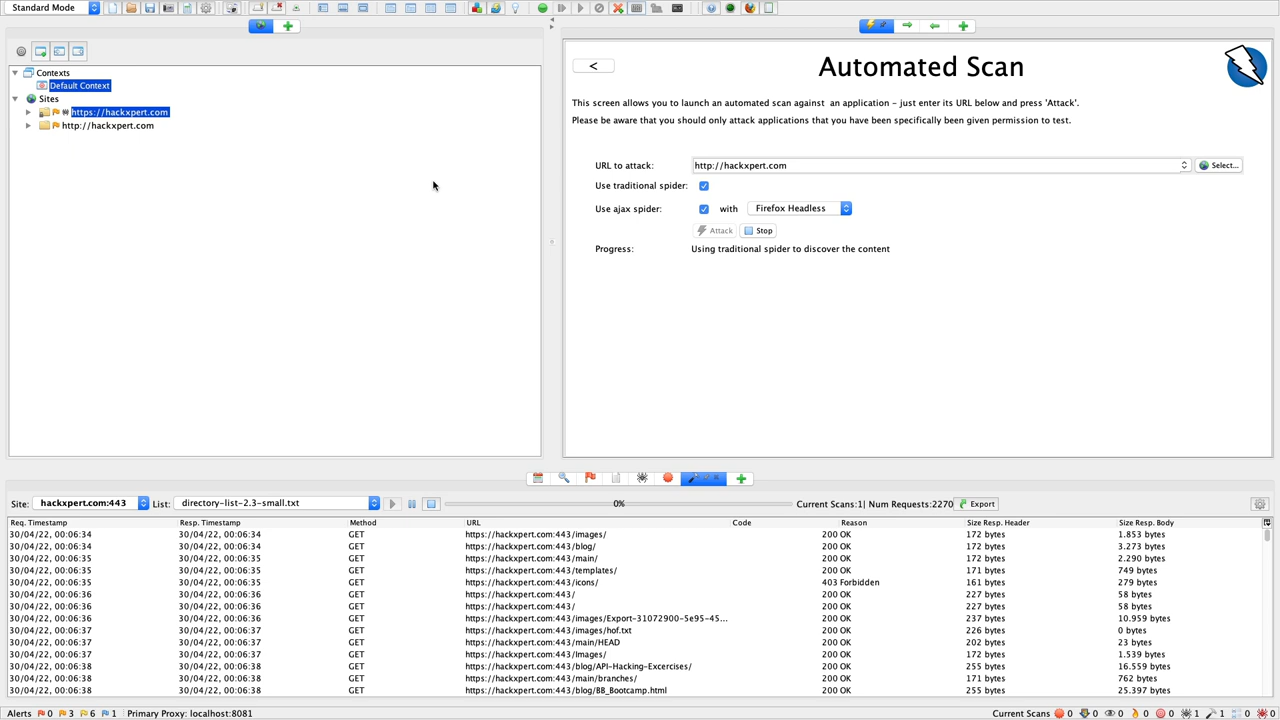 Standard Mode
Contexts
Default Context
Sites
https://hackxpert.com
http://hackxpert.com
<
Automated Scan
This screen allows you to launch an automated scan against  an application - just enter its URL below and press 'Attack'.
Please be aware that you should only attack applications that you have been specifically been given permission to test.
URL to attack: http://hackxpert.com Select...
Use traditional spider:
Use ajax spider: with Firefox Headless
Attack Stop
Progress: Using traditional spider to discover the content
Site: hackxpert.com:443 List: directory-list-2.3-small.txt 0% Current Scans:1 Num Requests:2270 Export
Req. Timestamp Resp. Timestamp Method URL Code Reason Size Resp. Header Size Resp. Body
30/04/22, 00:06:34 30/04/22, 00:06:34 GET https://hackxpert.com:443/images/ 200 OK 172 bytes 1.853 bytes
30/04/22, 00:06:34 30/04/22, 00:06:34 GET https://hackxpert.com:443/blog/ 200 OK 172 bytes 3.273 bytes
30/04/22, 00:06:35 30/04/22, 00:06:34 GET https://hackxpert.com:443/main/ 200 OK 172 bytes 2.290 bytes
30/04/22, 00:06:35 30/04/22, 00:06:35 GET https://hackxpert.com:443/templates/ 200 OK 171 bytes 749 bytes
30/04/22, 00:06:35 30/04/22, 00:06:35 GET https://hackxpert.com:443/icons/ 403 Forbidden 161 bytes 279 bytes
30/04/22, 00:06:36 30/04/22, 00:06:36 GET https://hackxpert.com:443/ 200 OK 227 bytes 58 bytes
30/04/22, 00:06:36 30/04/22, 00:06:36 GET https://hackxpert.com:443/ 200 OK 227 bytes 58 bytes
30/04/22, 00:06:36 30/04/22, 00:06:36 GET https://hackxpert.com:443/images/Export-31072900-5e95-45... 200 OK 237 bytes 10.959 bytes
30/04/22, 00:06:37 30/04/22, 00:06:37 GET https://hackxpert.com:443/images/hof.txt 200 OK 226 bytes 0 bytes
30/04/22, 00:06:37 30/04/22, 00:06:37 GET https://hackxpert.com:443/main/HEAD 200 OK 202 bytes 23 bytes
30/04/22, 00:06:37 30/04/22, 00:06:37 GET https://hackxpert.com:443/Images/ 200 OK 172 bytes 1.539 bytes
30/04/22, 00:06:38 30/04/22, 00:06:38 GET https://hackxpert.com:443/blog/API-Hacking-Excercises/ 200 OK 255 bytes 16.559 bytes
30/04/22, 00:06:38 30/04/22, 00:06:38 GET https://hackxpert.com:443/main/branches/ 200 OK 171 bytes 762 bytes
30/04/22, 00:06:38 30/04/22, 00:06:38 GET https://hackxpert.com:443/blog/BB_Bootcamp.html 200 OK 255 bytes 25.397 bytes
Alerts 0 3 6 1 Primary Proxy: localhost:8081 Current Scans 0 0 0 0 0 1 1 0 0